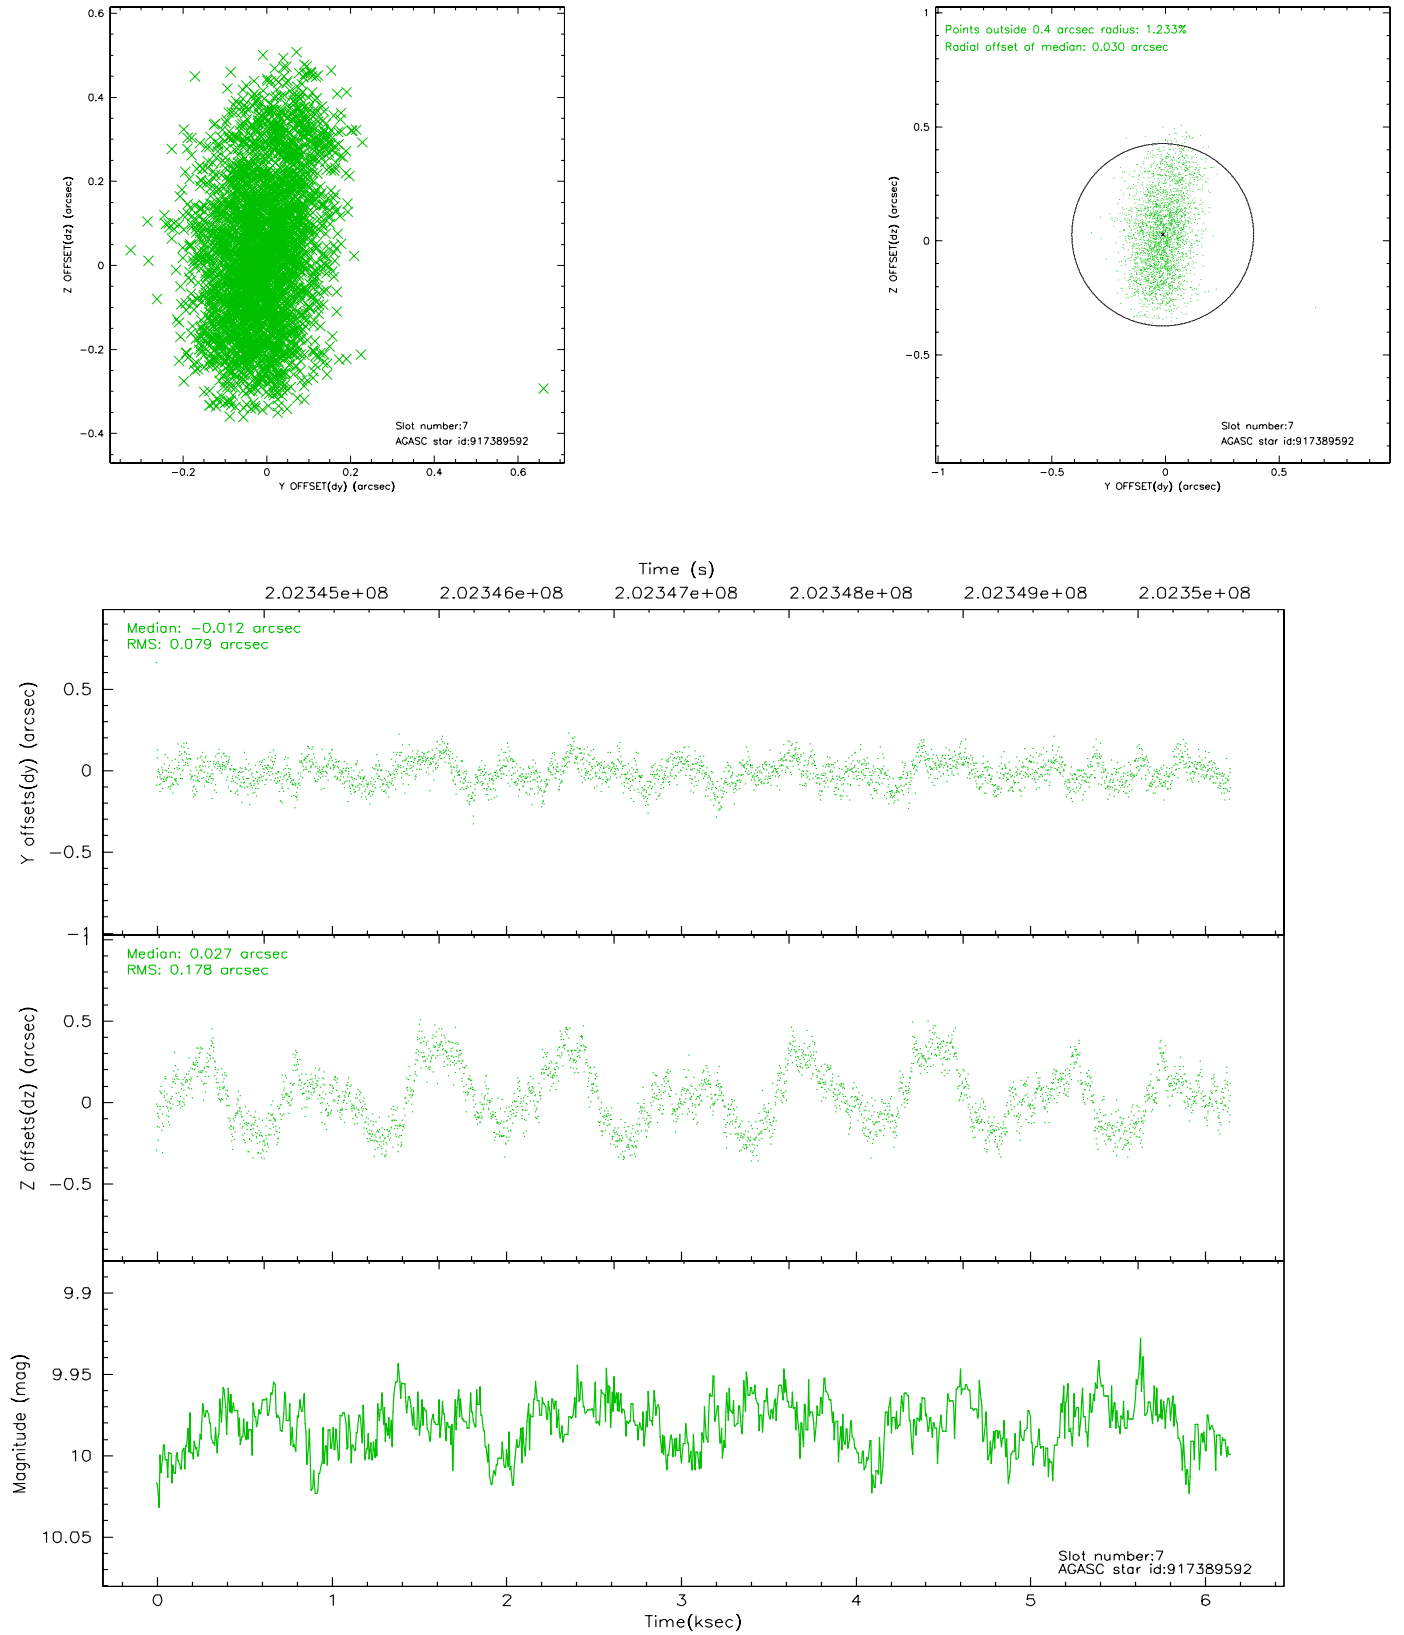 0.6
0.4
0.2
0
−0.2
−0.4
Z OFFSET(dz) (arcsec)
Slot number:7
AGASC star id:917389592
−0.2 0 0.2 0.4 0.6
Y OFFSET(dy) (arcsec)
Points outside 0.4 arcsec radius: 1.233%
Radial offset of median: 0.030 arcsec
1
0.5
0
−0.5
Z OFFSET(dz) (arcsec)
Slot number:7
AGASC star id:917389592
−1 −0.5 0 0.5
Y OFFSET(dy) (arcsec)
Time (s)
2.02345e+08 2.02346e+08 2.02347e+08 2.02348e+08 2.02349e+08 2.0235e+08
Median: −0.012 arcsec
RMS: 0.079 arcsec
0.5
0
−0.5
−1
Y offsets(dy) (arcsec)
Median: 0.027 arcsec
RMS: 0.178 arcsec
1
0.5
0
−0.5
Z offsets(dz) (arcsec)
9.9
9.95
10
10.05
Magnitude (mag)
Slot number:7
AGASC star id:917389592
0 1 2 3 4 5 6
Time(ksec)